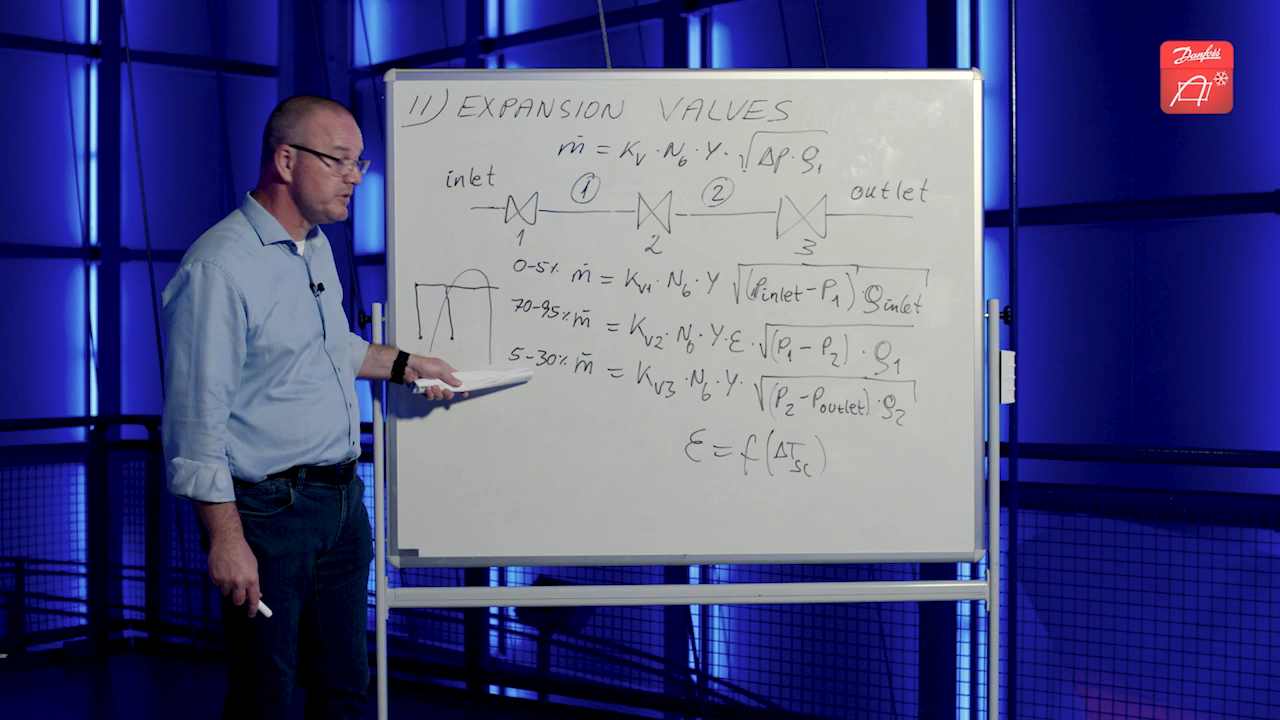 Danfoss
11) EXPANSION VALVES
ṁ = Kv · N6 · Y · √(Δp · ρ1)
inlet ① ② outlet
1 2 3
0-5% ṁ = Kv1 · N6 · Y √((Pinlet - P1) · ρinlet)
70-95% ṁ = Kv2 · N6 · Y · ε · √((P1 - P2) · ρ1)
5-30% ṁ = Kv3 · N6 · Y · √((P2 - Poutlet) · ρ2)
ε = f(ΔTsc)